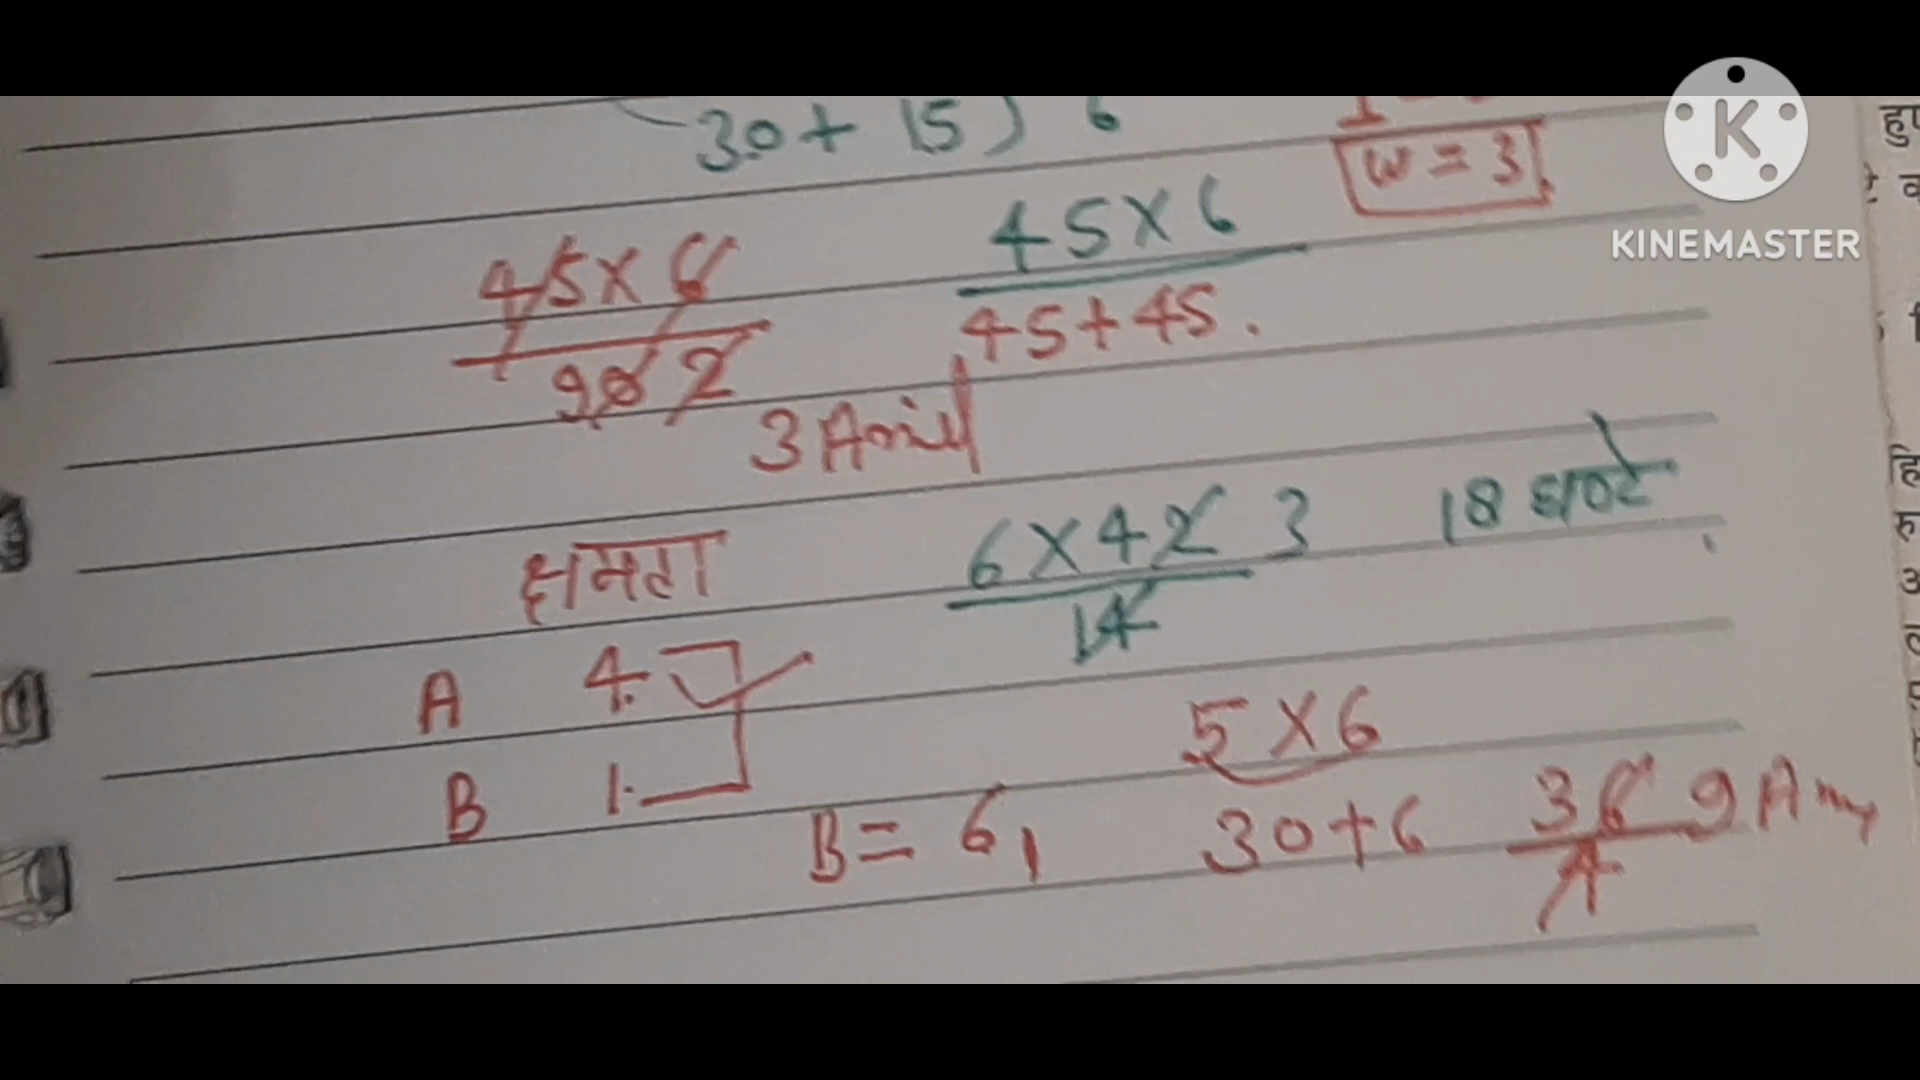 30 + 15) 6
W = 3
KINEMASTER
45 x 6
45 x 6
90 2
45 + 45.
3 Ans
6 x 42 3 18 घण्टे
14
क्षमता
A 4.
B 1.
5 x 6
B = 6,
30 + 6
36 9 Ans
4